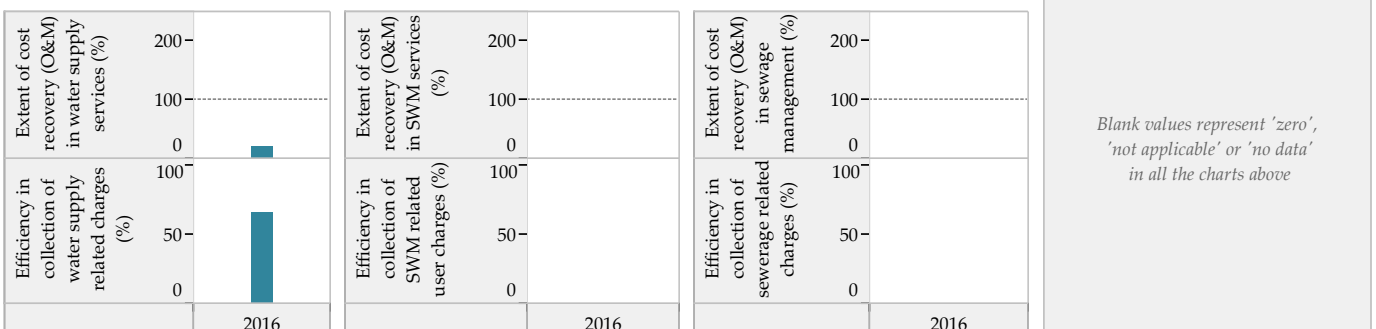 Extent of cost
recovery (O&M)
in water supply
services (%)
200
100
0
Efficiency in
collection of
water supply
related charges
(%)
100
50
0
2016
Extent of cost
recovery (O&M)
in SWM services
(%)
200
100
0
Efficiency in
collection of
SWM related
user charges (%)
100
50
0
2016
Extent of cost
recovery (O&M)
in sewage
management (%)
200
100
0
Efficiency in
collection of
sewerage related
charges (%)
100
50
0
2016
Blank values represent 'zero',
'not applicable' or 'no data'
in all the charts above